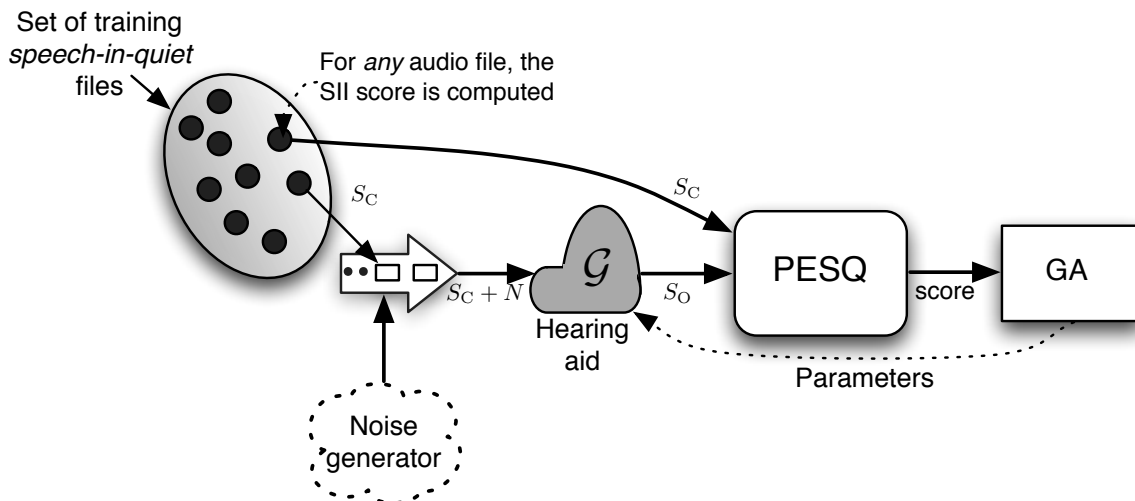 Set of training
speech-in-quiet
files
For any audio file, the
SII score is computed
S_C
S_C
S_C + N
G
Hearing
aid
S_O
PESQ
score
GA
Parameters
Noise
generator